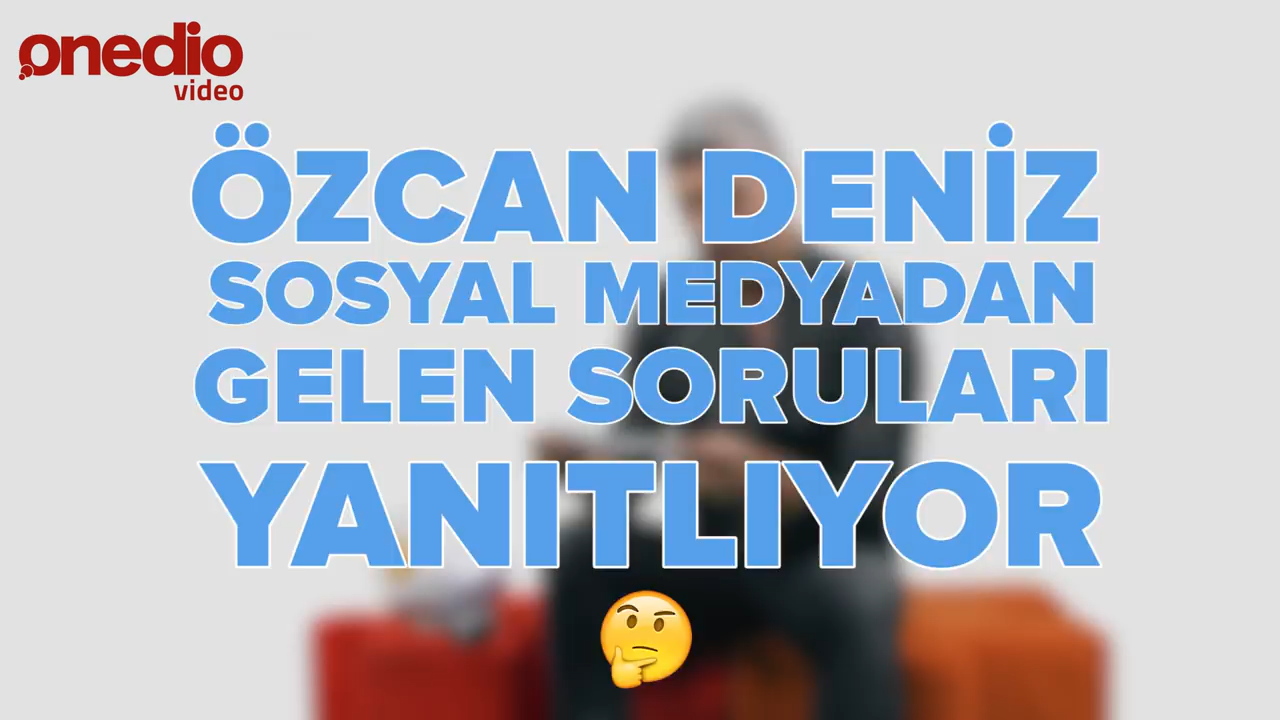 onedio
video
ÖZCAN DENİZ
SOSYAL MEDYADAN
GELEN SORULARI
YANITLIYOR